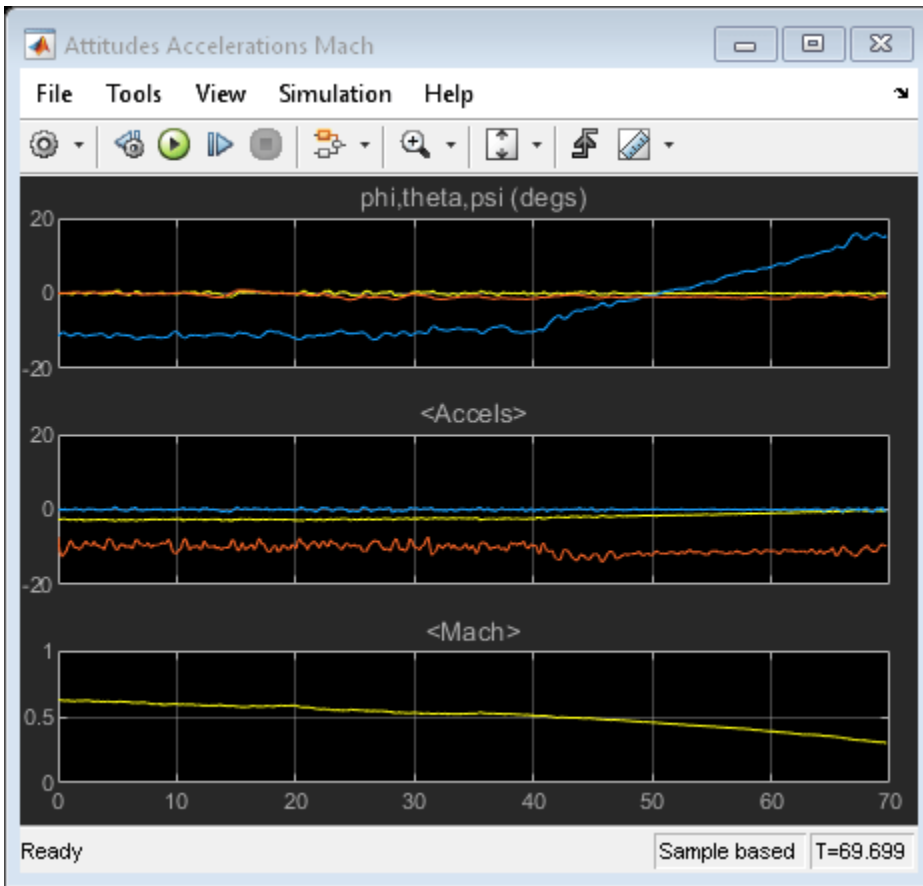 Attitudes Accelerations Mach
File Tools View Simulation Help
phi,theta,psi (degs)
20
0
-20
<Accels>
20
0
-20
<Mach>
1
0.5
0
0 10 20 30 40 50 60 70
Ready Sample based T=69.699